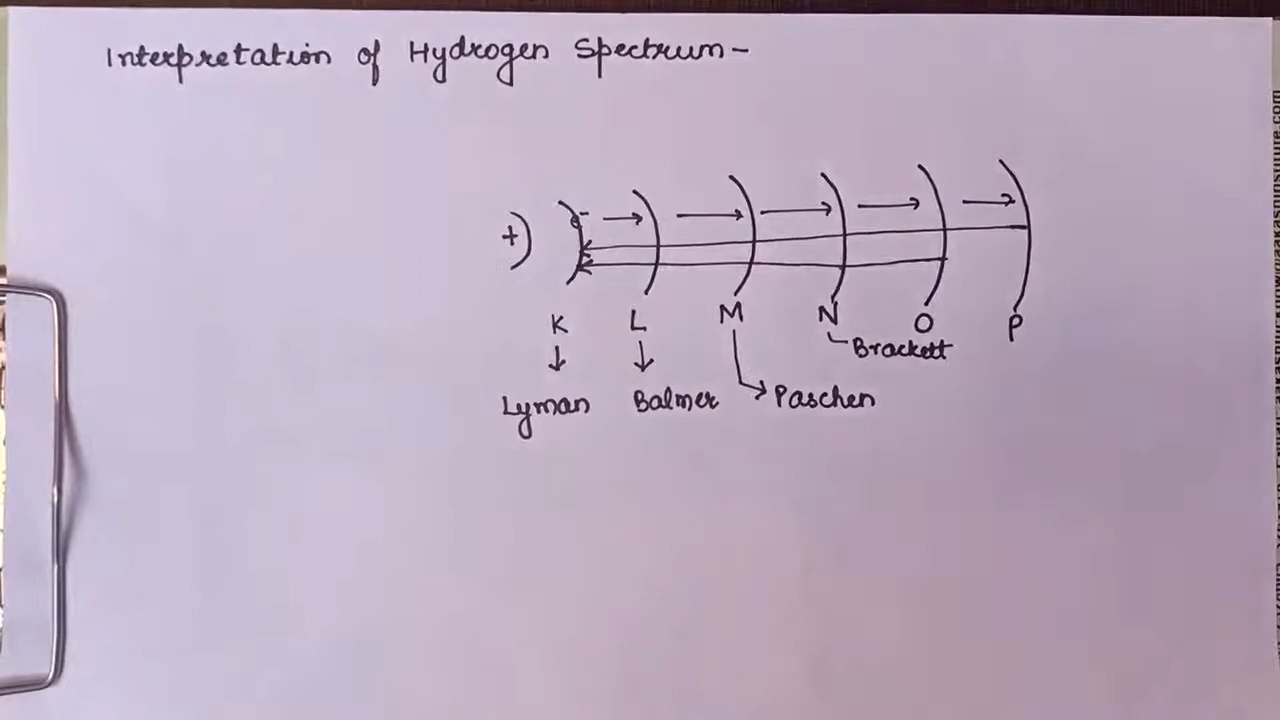 Interpretation of Hydrogen Spectrum-
+ e-
K L M N O P
Brackett
Lyman Balmer Paschen